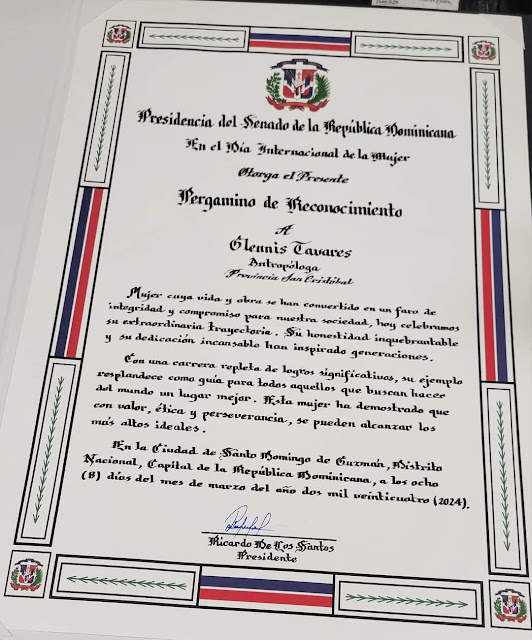 Presidencia del Senado de la República Dominicana
En el Día Internacional de la Mujer
Otorga el Presente
Pergamino de Reconocimiento
A
Glennis Tavares
Antropóloga
Provincia San Cristóbal
Mujer cuya vida y obra se han convertido en un faro de
integridad y compromiso para nuestra sociedad, hoy celebramos
su extraordinaria trayectoria. Su honestidad inquebrantable
y su dedicación incansable han inspirado generaciones.
Con una carrera repleta de logros significativos, su ejemplo
resplandece como guía para todos aquellos que buscan hacer
del mundo un lugar mejor. Esta mujer ha demostrado que
con valor, ética y perseverancia, se pueden alcanzar los
más altos ideales.
En la Ciudad de Santo Domingo de Guzmán, Distrito
Nacional, Capital de la República Dominicana, a los ocho
(8) días del mes de marzo del año dos mil veinticuatro (2024).
Ricardo De Los Santos
Presidente